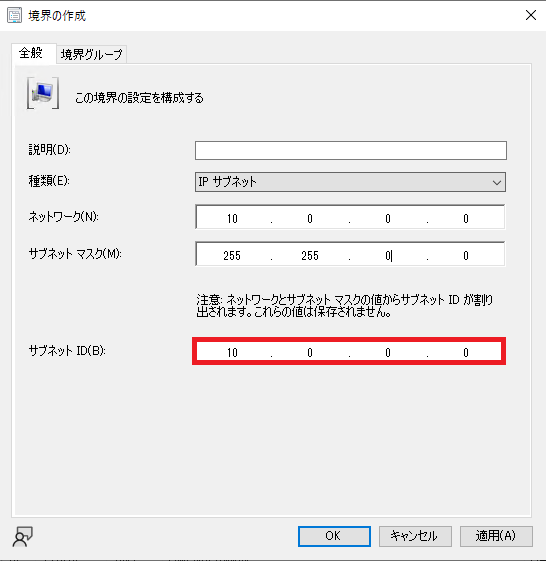 境界の作成
全般 境界グループ
この境界の設定を構成する
説明(D):
種類(E): IP サブネット
ネットワーク(N): 10 . 0 . 0 . 0
サブネット マスク(M): 255 . 255 . 0 . 0
注意: ネットワークとサブネット マスクの値からサブネット ID が割り
出されます。これらの値は保存されません。
サブネット ID(B): 10 . 0 . 0 . 0
OK キャンセル 適用(A)